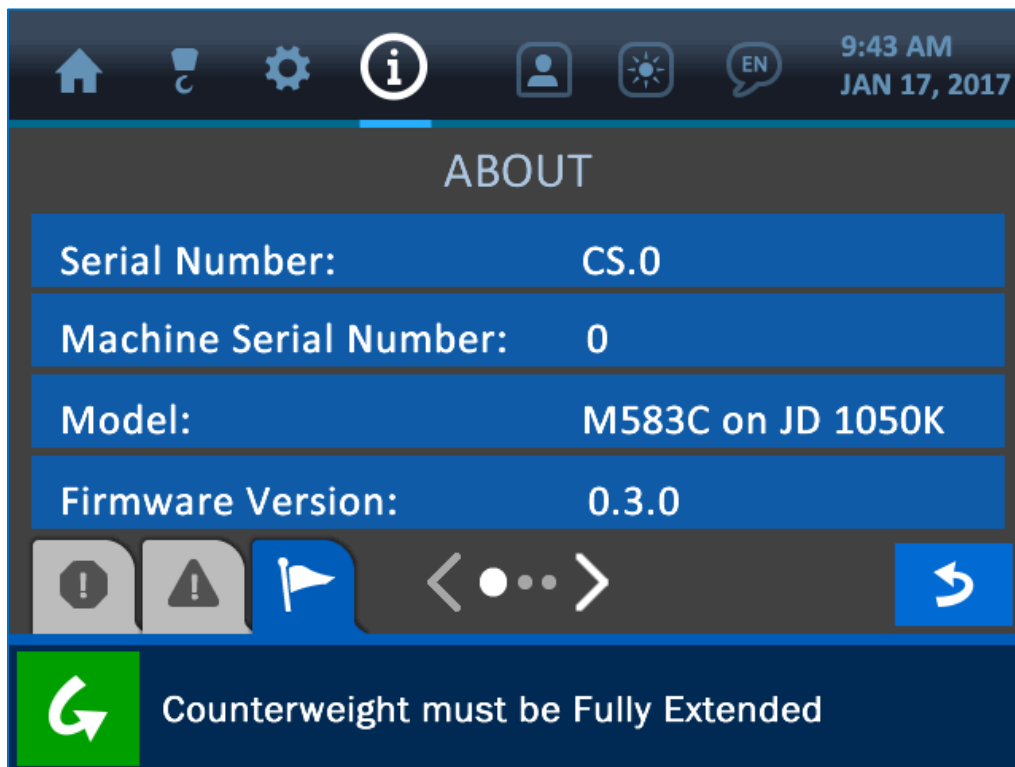 9:43 AM
EN
JAN 17, 2017
ABOUT
Serial Number: CS.0
Machine Serial Number: 0
Model: M583C on JD 1050K
Firmware Version: 0.3.0
Counterweight must be Fully Extended